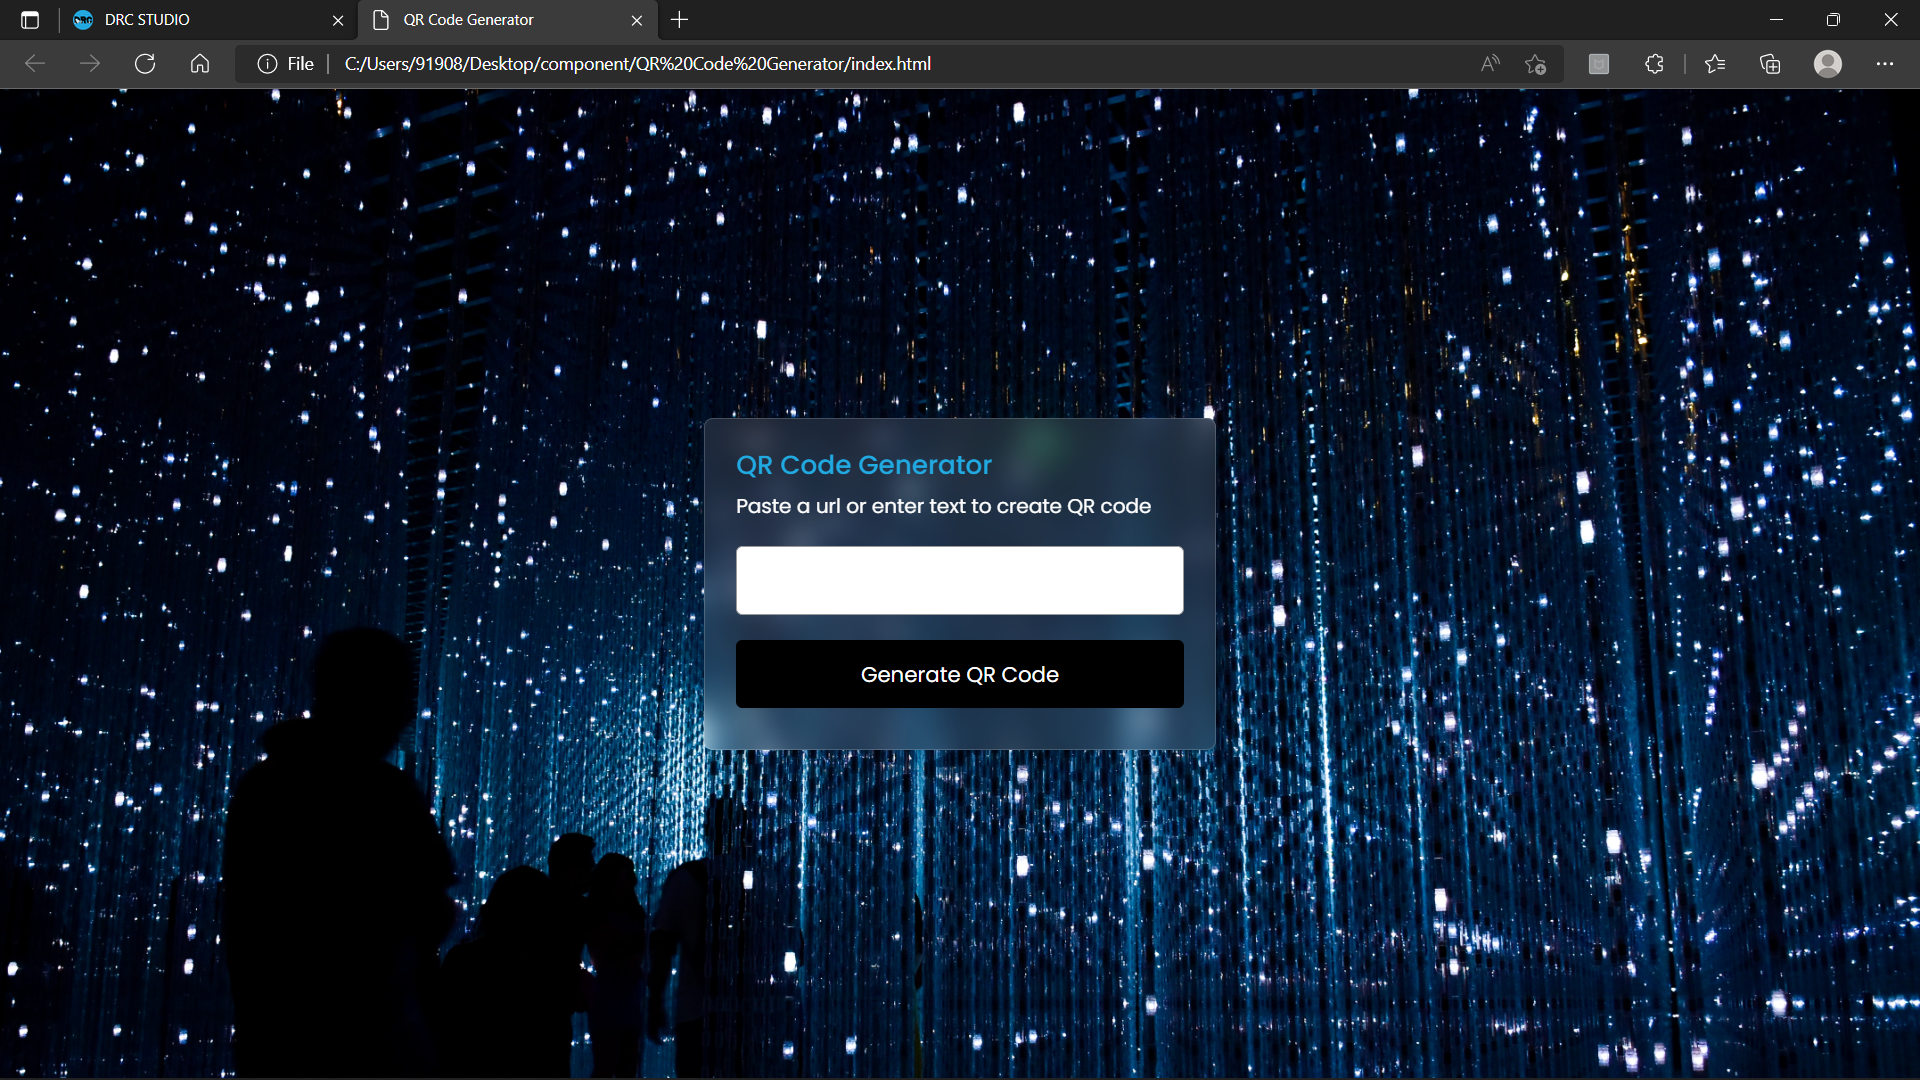 DRC STUDIO
QR Code Generator
File
C:/Users/91908/Desktop/component/QR%20Code%20Generator/index.html
QR Code Generator
Paste a url or enter text to create QR code
Generate QR Code